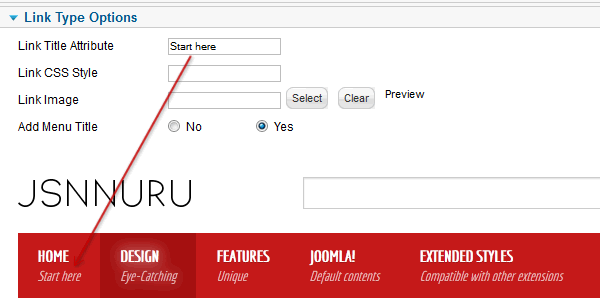 Link Type Options
Link Title Attribute Start here
Link CSS Style
Link Image Select Clear Preview
Add Menu Title No Yes
JSNNURU
HOME DESIGN FEATURES JOOMLA! EXTENDED STYLES
Start here Eye-Catching Unique Default contents Compatible with other extensions